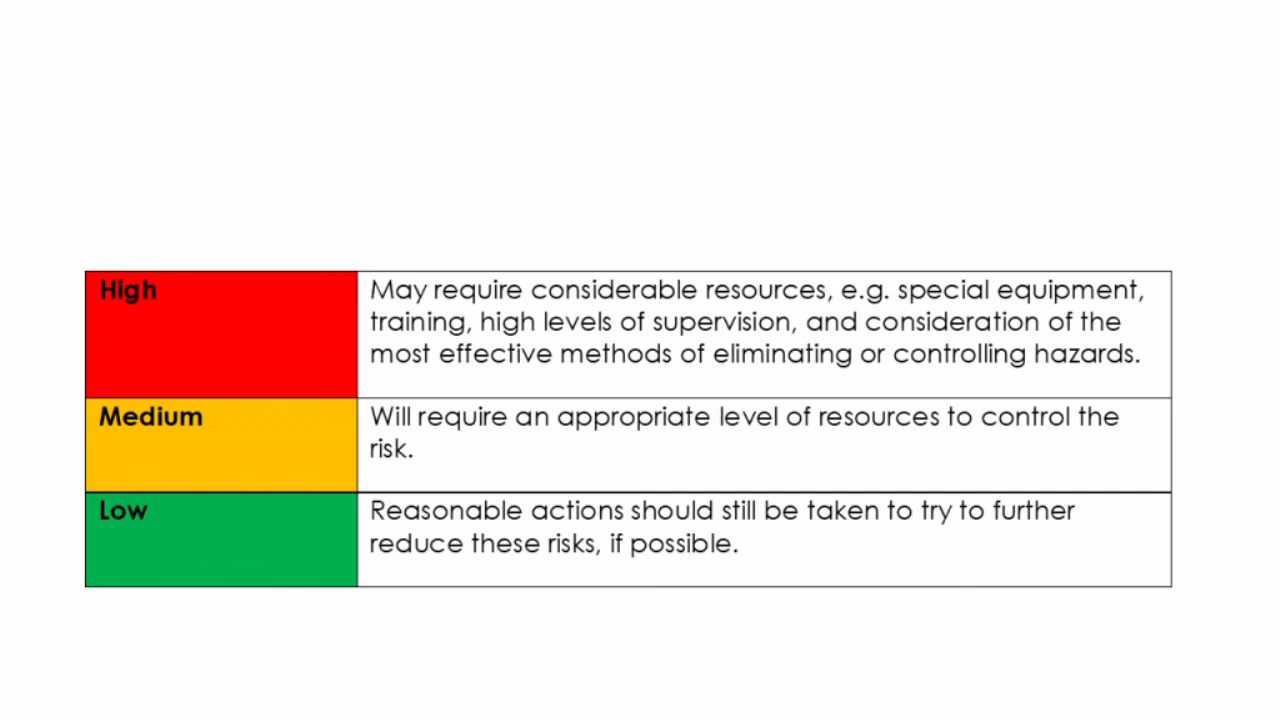 High
May require considerable resources, e.g. special equipment,
training, high levels of supervision, and consideration of the
most effective methods of eliminating or controlling hazards.
Medium
Will require an appropriate level of resources to control the
risk.
Low
Reasonable actions should still be taken to try to further
reduce these risks, if possible.